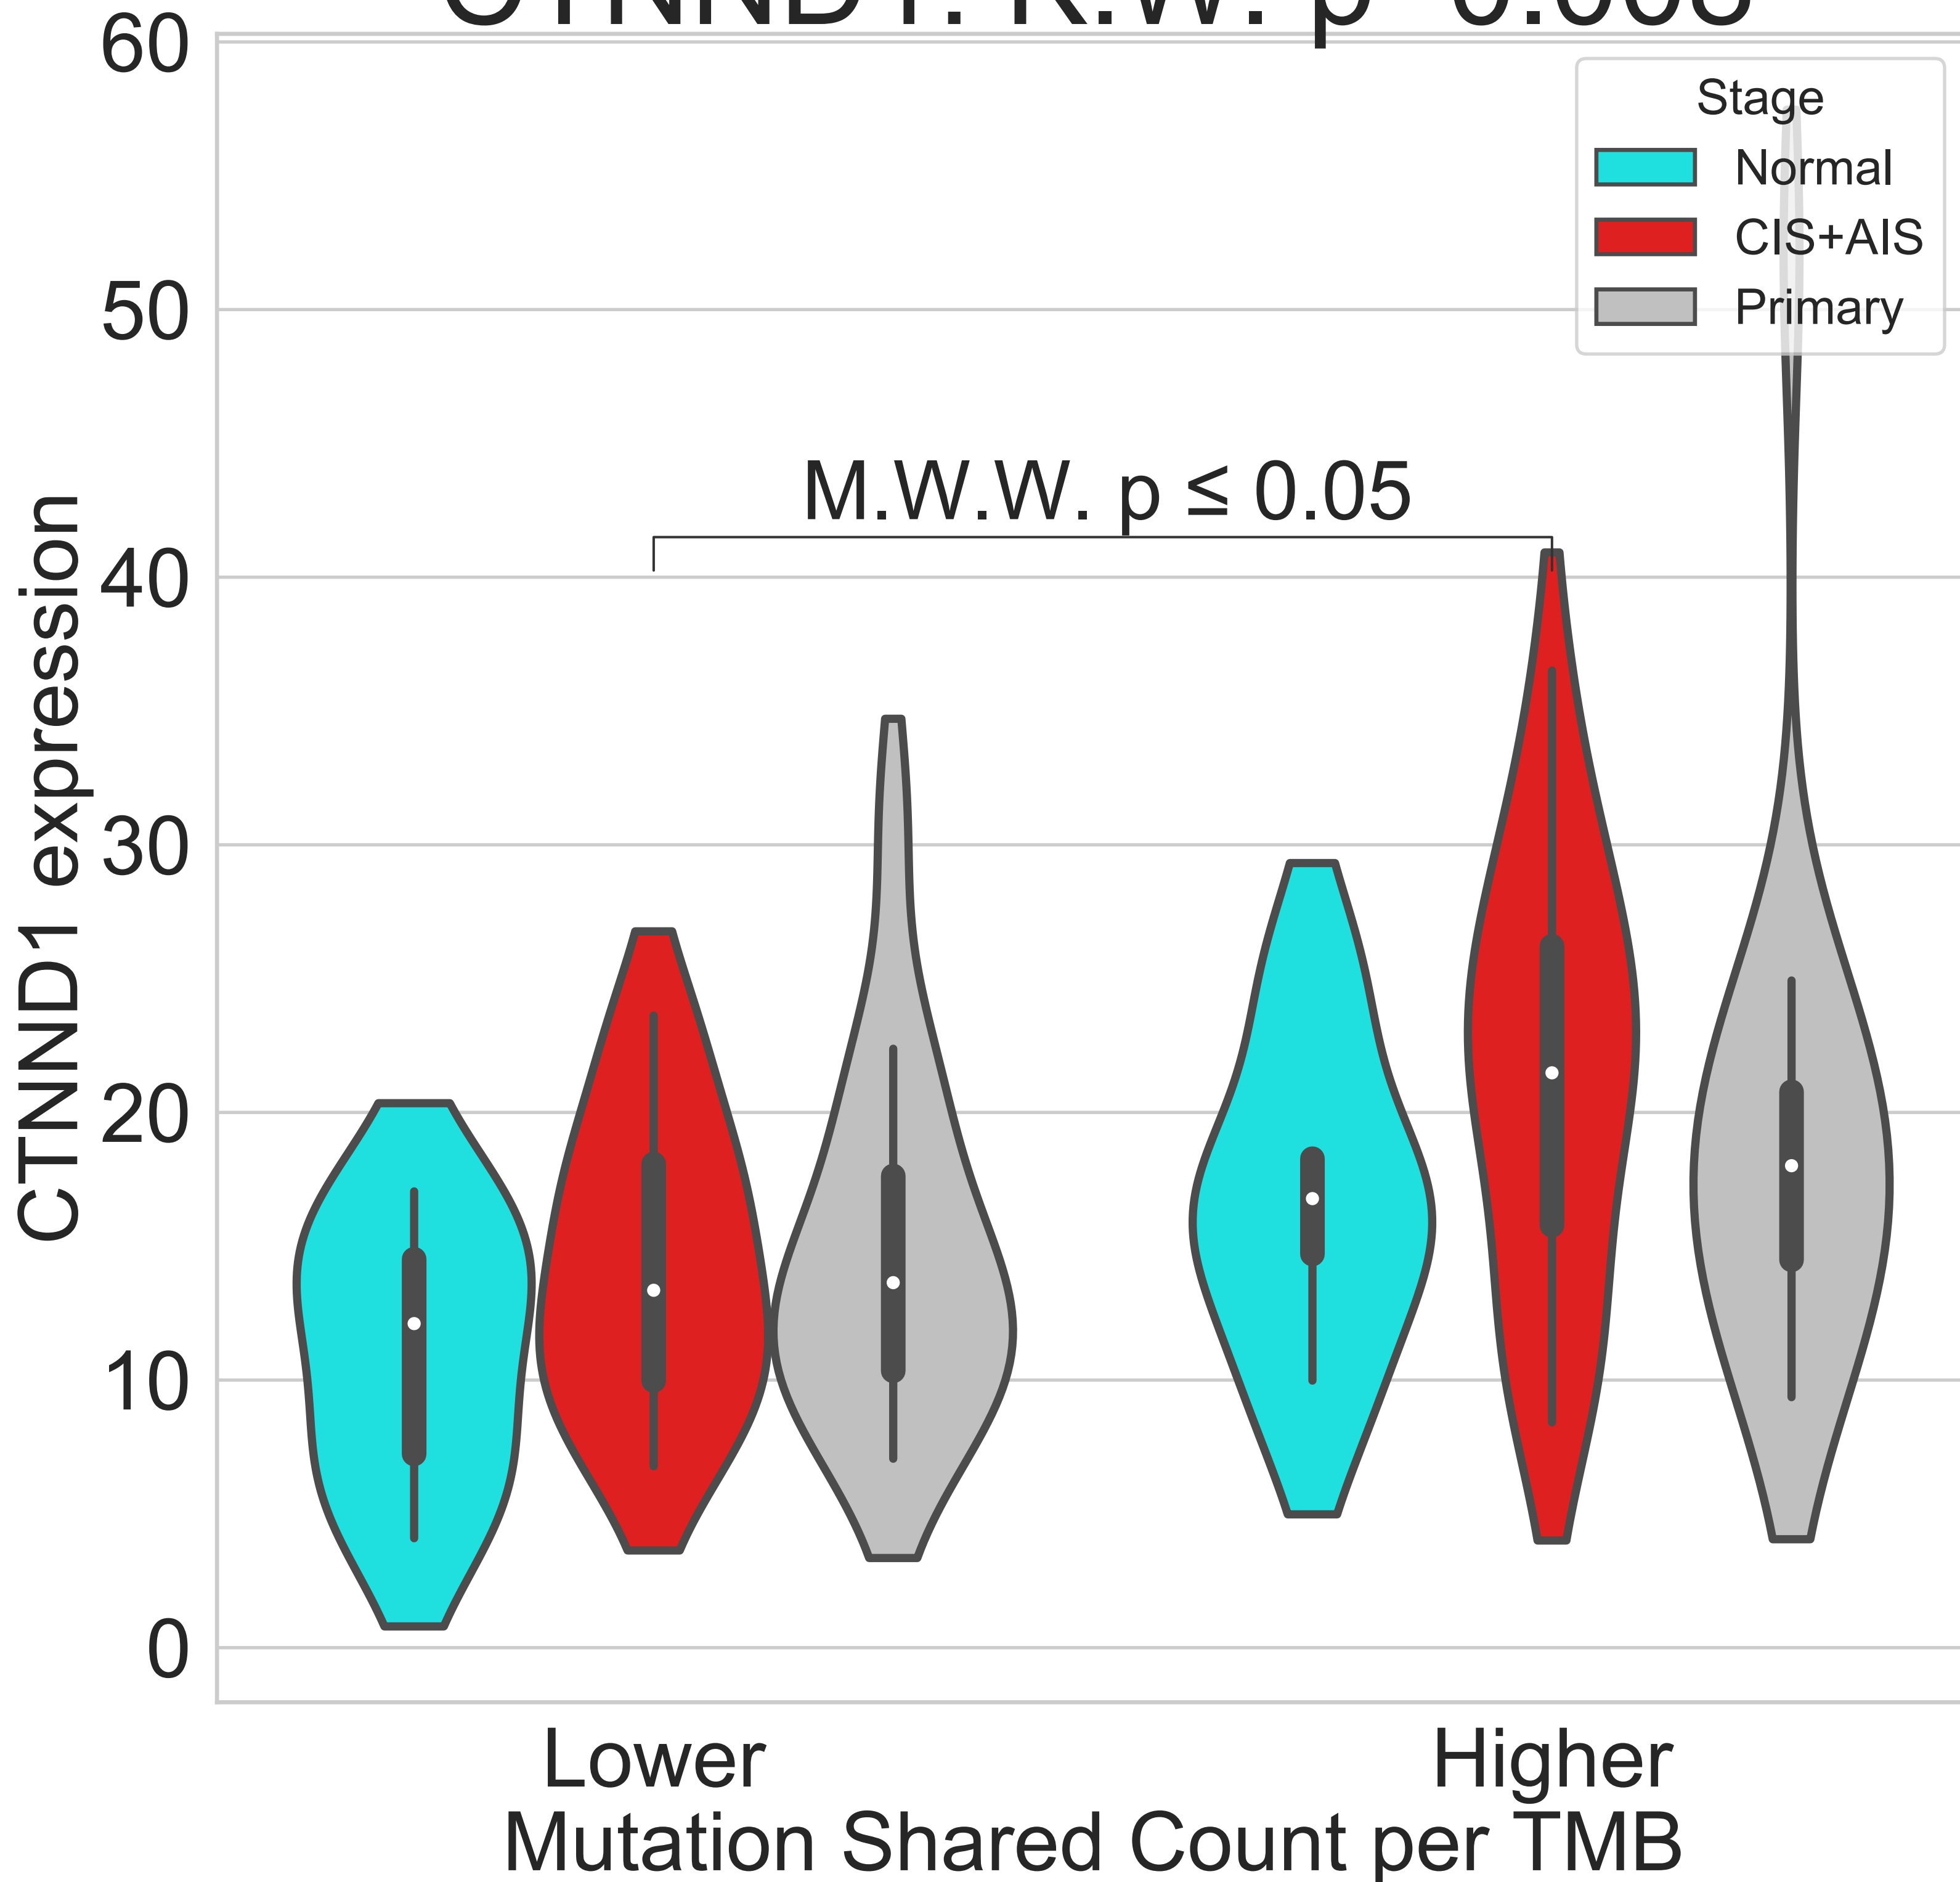 60
50
40
30
20
10
0
CTNND1 expression
Stage
Normal
CIS+AIS
Primary
M.W.W. p ≤ 0.05
Lower
Higher
Mutation Shared Count per TMB